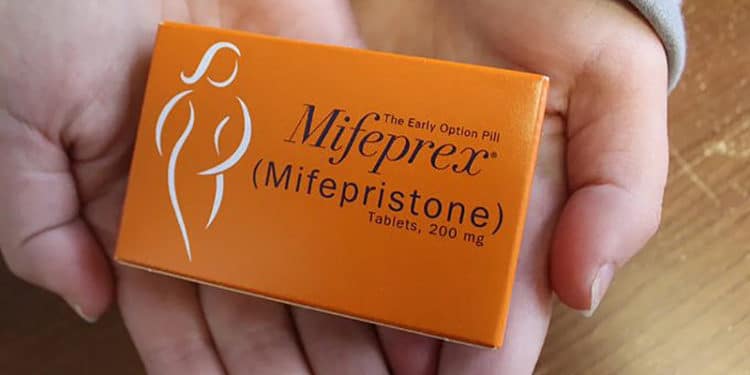 The Early Option Pill
Mifeprex®
(Mifepristone)
Tablets, 200 mg